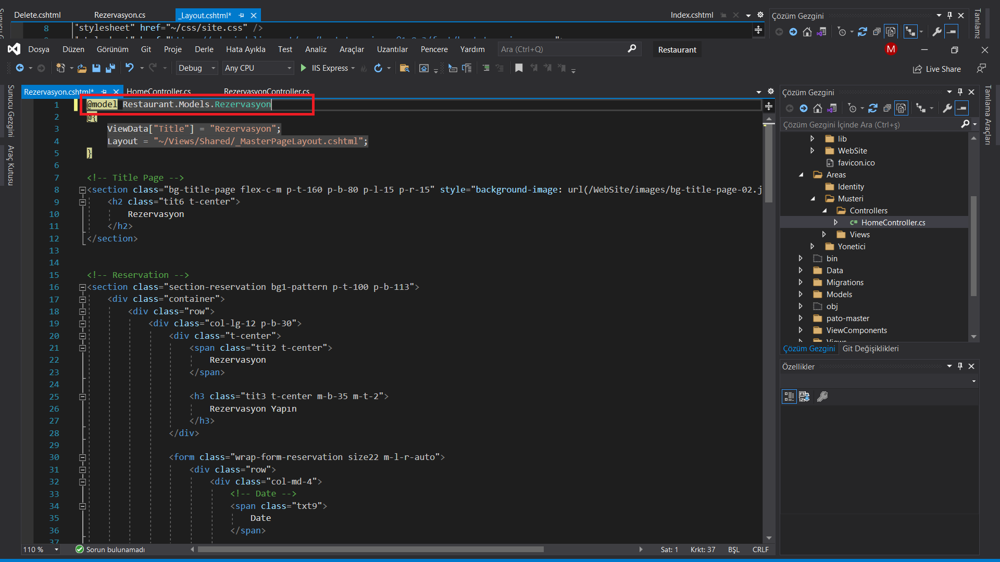 Delete.cshtml Rezervasyon.cs _Layout.cshtml* Index.cshtml Çözüm Gezgini
8 "stylesheet" href="~/css/site.css" />
Dosya Düzen Görünüm Git Proje Derle Hata Ayıkla Test Analiz Araçlar Uzantılar Pencere Yardım Ara (Ctrl+Q) Restaurant M
Debug Any CPU IIS Express Live Share
Sunucu Gezgini
Araç Kutusu
Rezervasyon.cshtml* HomeController.cs RezervasyonController.cs
1 @model Restaurant.Models.Rezervasyon
2 @{
3 ViewData["Title"] = "Rezervasyon";
4 Layout = "~/Views/Shared/_MasterPageLayout.cshtml";
5 }
6
7 <!-- Title Page -->
8 <section class="bg-title-page flex-c-m p-t-160 p-b-80 p-l-15 p-r-15" style="background-image: url(/WebSite/images/bg-title-page-02.j
9 <h2 class="tit6 t-center">
10 Rezervasyon
11 </h2>
12 </section>
13
14
15 <!-- Reservation -->
16 <section class="section-reservation bg1-pattern p-t-100 p-b-113">
17 <div class="container">
18 <div class="row">
19 <div class="col-lg-12 p-b-30">
20 <div class="t-center">
21 <span class="tit2 t-center">
22 Rezervasyon
23 </span>
24
25 <h3 class="tit3 t-center m-b-35 m-t-2">
26 Rezervasyon Yapın
27 </h3>
28 </div>
29
30 <form class="wrap-form-reservation size22 m-l-r-auto">
31 <div class="row">
32 <div class="col-md-4">
33 <!-- Date -->
34 <span class="txt9">
35 Date
36 </span>
37
110 % Sorun bulunamadı Sat: 1 Krkt: 37 BŞL CRLF
Çözüm Gezgini
Çözüm Gezgini İçinde Ara (Ctrl+ş)
lib
WebSite
favicon.ico
Areas
Identity
Musteri
Controllers
C# HomeController.cs
Views
Yonetici
bin
Data
Migrations
Models
obj
pato-master
ViewComponents
Views
Çözüm Gezgini Git Değişiklikleri
Özellikler
Tanılama Araçları